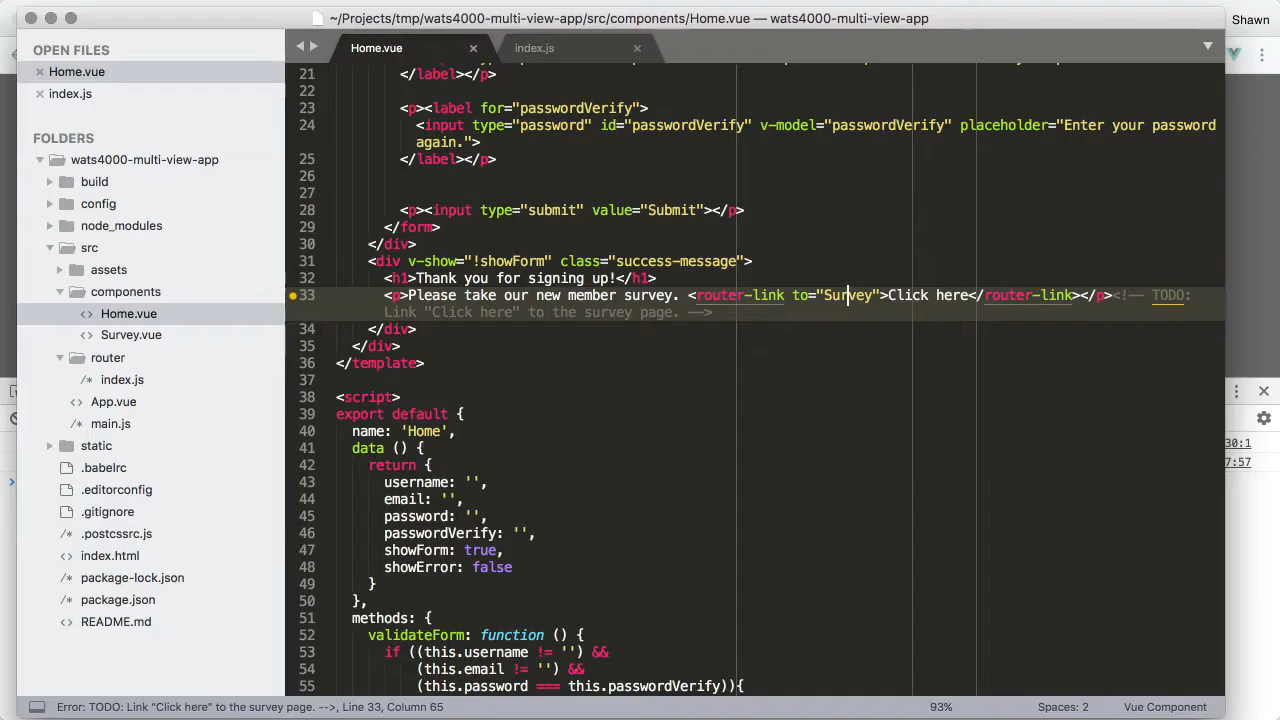 ~/Projects/tmp/wats4000-multi-view-app/src/components/Home.vue — wats4000-multi-view-app
Shawn
OPEN FILES
Home.vue
index.js
FOLDERS
wats4000-multi-view-app
build
config
node_modules
src
assets
components
Home.vue
Survey.vue
router
index.js
App.vue
main.js
static
.babelrc
.editorconfig
.gitignore
.postcssrc.js
index.html
package-lock.json
package.json
README.md
Home.vue
index.js
21 </label></p>
22
23 <p><label for="passwordVerify">
24 <input type="password" id="passwordVerify" v-model="passwordVerify" placeholder="Enter your password
again.">
25 </label></p>
26
27
28 <p><input type="submit" value="Submit"></p>
29 </form>
30 </div>
31 <div v-show="!showForm" class="success-message">
32 <h1>Thank you for signing up!</h1>
33 <p>Please take our new member survey. <router-link to="Survey">Click here</router-link></p><!-- TODO:
Link "Click here" to the survey page. -->
34 </div>
35 </div>
36 </template>
37
38 <script>
39 export default {
40 name: 'Home',
41 data () {
42 return {
43 username: '',
44 email: '',
45 password: '',
46 passwordVerify: '',
47 showForm: true,
48 showError: false
49 }
50 },
51 methods: {
52 validateForm: function () {
53 if ((this.username != '') &&
54 (this.email != '') &&
55 (this.password === this.passwordVerify)){
30:1
7:57
Error: TODO: Link "Click here" to the survey page. -->, Line 33, Column 65
93%
Spaces: 2
Vue Component